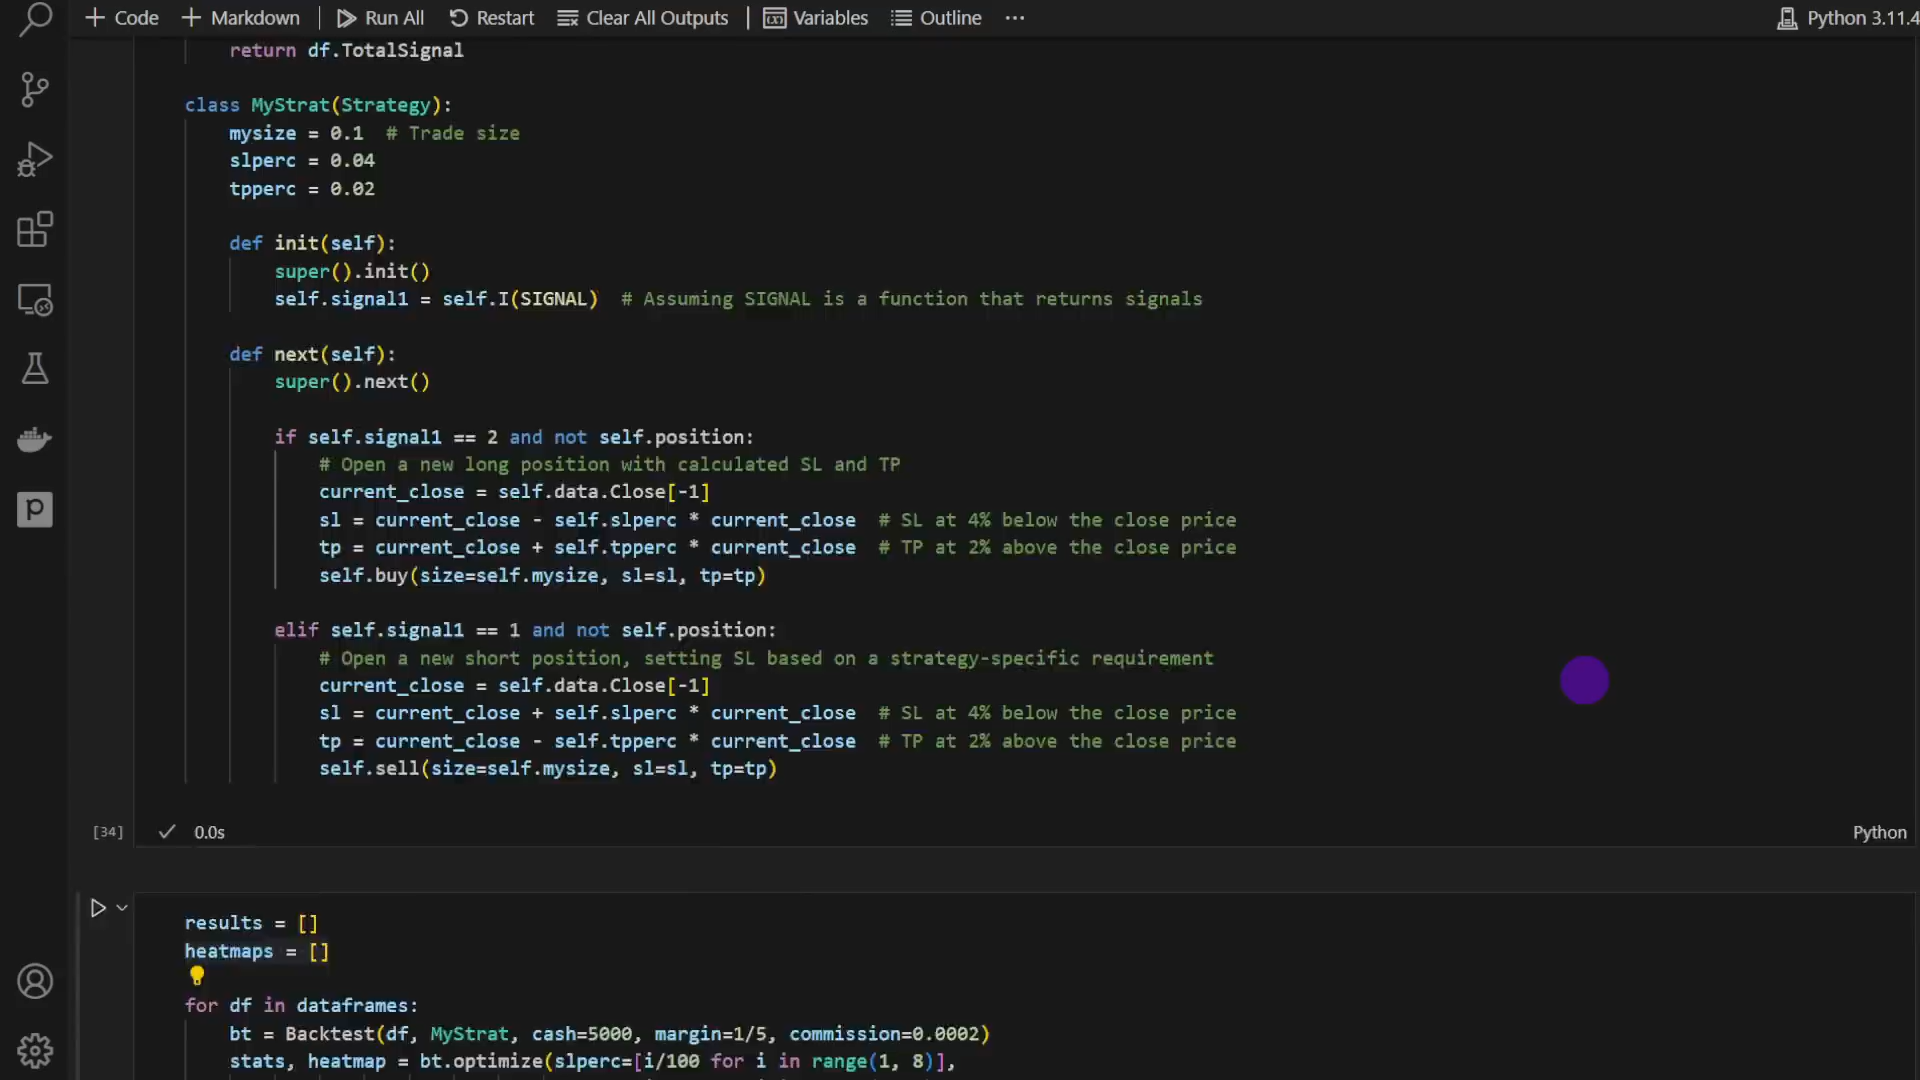 Code Markdown Run All Restart Clear All Outputs Variables Outline ··· Python 3.11.4
return df.TotalSignal
class MyStrat(Strategy):
mysize = 0.1 # Trade size
slperc = 0.04
tpperc = 0.02
def init(self):
super().init()
self.signal1 = self.I(SIGNAL) # Assuming SIGNAL is a function that returns signals
def next(self):
super().next()
if self.signal1 == 2 and not self.position:
# Open a new long position with calculated SL and TP
current_close = self.data.Close[-1]
sl = current_close - self.slperc * current_close # SL at 4% below the close price
tp = current_close + self.tpperc * current_close # TP at 2% above the close price
self.buy(size=self.mysize, sl=sl, tp=tp)
elif self.signal1 == 1 and not self.position:
# Open a new short position, setting SL based on a strategy-specific requirement
current_close = self.data.Close[-1]
sl = current_close + self.slperc * current_close # SL at 4% below the close price
tp = current_close - self.tpperc * current_close # TP at 2% above the close price
self.sell(size=self.mysize, sl=sl, tp=tp)
[34] 0.0s Python
results = []
heatmaps = []
for df in dataframes:
bt = Backtest(df, MyStrat, cash=5000, margin=1/5, commission=0.0002)
stats, heatmap = bt.optimize(slperc=[i/100 for i in range(1, 8)],